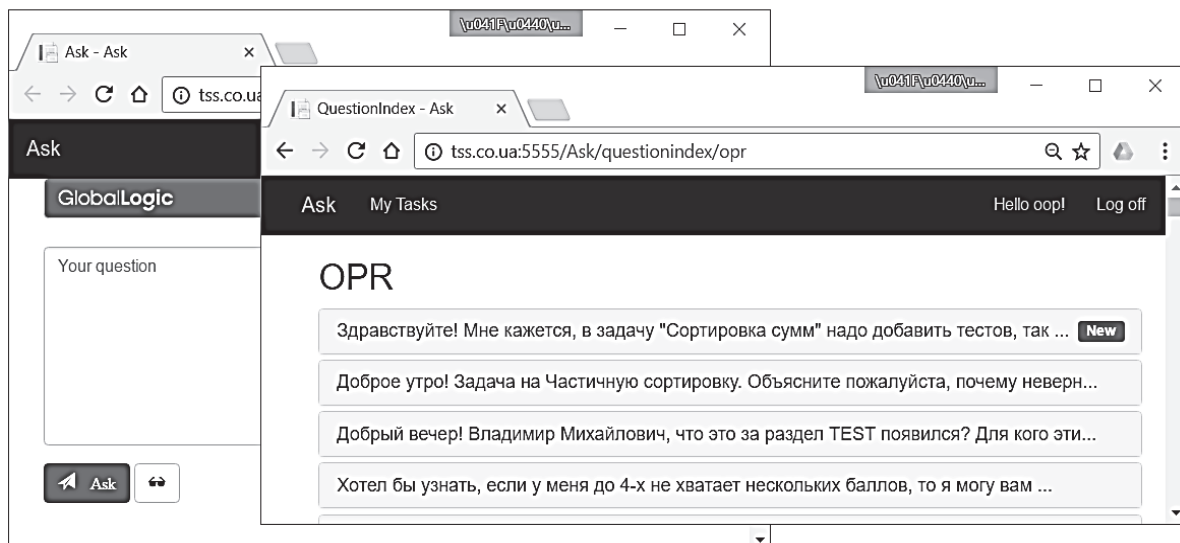 \u041F\u0440\u...
Ask - Ask
tss.co.ua
Ask
GlobalLogic
Your question
Ask
\u041F\u0440\u...
QuestionIndex - Ask
tss.co.ua:5555/Ask/questionindex/opr
Ask My Tasks Hello oop! Log off
OPR
Здравствуйте! Мне кажется, в задачу "Сортировка сумм" надо добавить тестов, так ... New
Доброе утро! Задача на Частичную сортировку. Объясните пожалуйста, почему неверн...
Добрый вечер! Владимир Михайлович, что это за раздел TEST появился? Для кого эти...
Хотел бы узнать, если у меня до 4-х не хватает нескольких баллов, то я могу вам ...